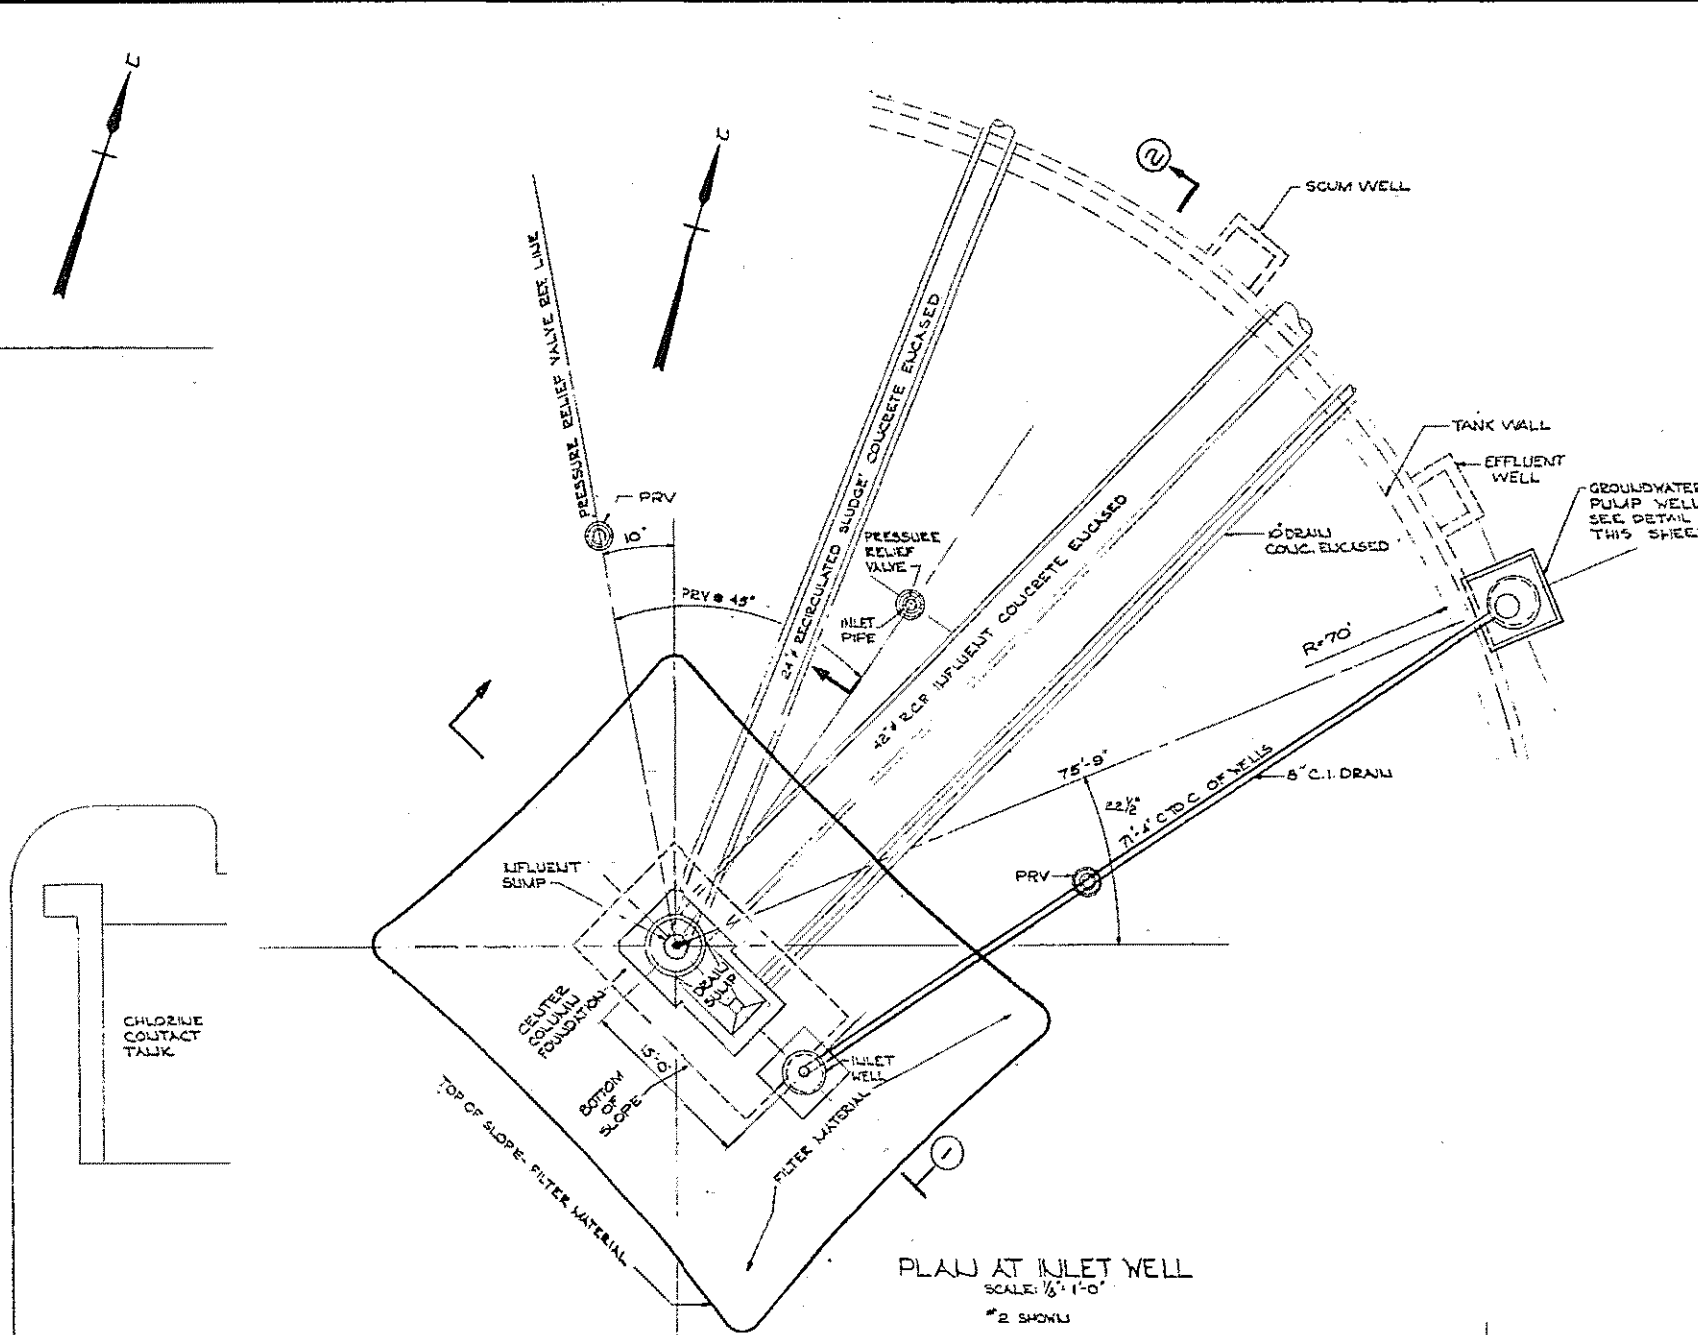 N
N
2
SCUM WELL
PRESSURE RELIEF VALVE REF. LINE
PRV
10°
PRV @ 45°
24"ø RECIRCULATED SLUDGE' CONCRETE ENCASED
PRESSURE
RELIEF
VALVE
INLET
PIPE
42"ø R.C.P. INFLUENT CONCRETE ENCASED
10" DRAIN
CONC. ENCASED
TANK WALL
EFFLUENT
WELL
GROUNDWATER
PUMP WELL
SEE DETAIL
THIS SHEE
R=70'
75'-9"
22½°
71'-4" C TO C OF WELLS
8" C.I. DRAIN
PRV
INFLUENT
SUMP
DRAIN
SUMP
CENTER
COLUMN
FOUNDATION
15'-0"
BOTTOM
OF
SLOPE
INLET
WELL
FILTER MATERIAL
TOP OF SLOPE - FILTER MATERIAL
CHLORINE
CONTACT
TANK
1
PLAN AT INLET WELL
SCALE: ⅛"=1'-0"
#2 SHOWN